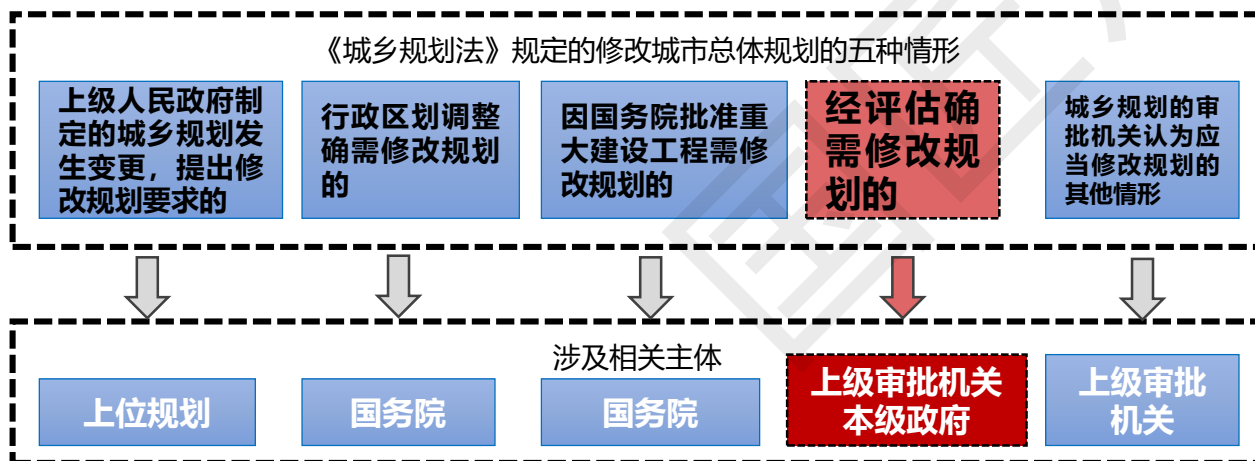 《城乡规划法》规定的修改城市总体规划的五种情形
上级人民政府制
定的城乡规划发
生变更，提出修
改规划要求的
行政区划调整
确需修改规划
的
因国务院批准重
大建设工程需修
改规划的
经评估确
需修改规
划的
城乡规划的审
批机关认为应
当修改规划的
其他情形
涉及相关主体
上位规划
国务院
国务院
上级审批机关
本级政府
上级审批
机关